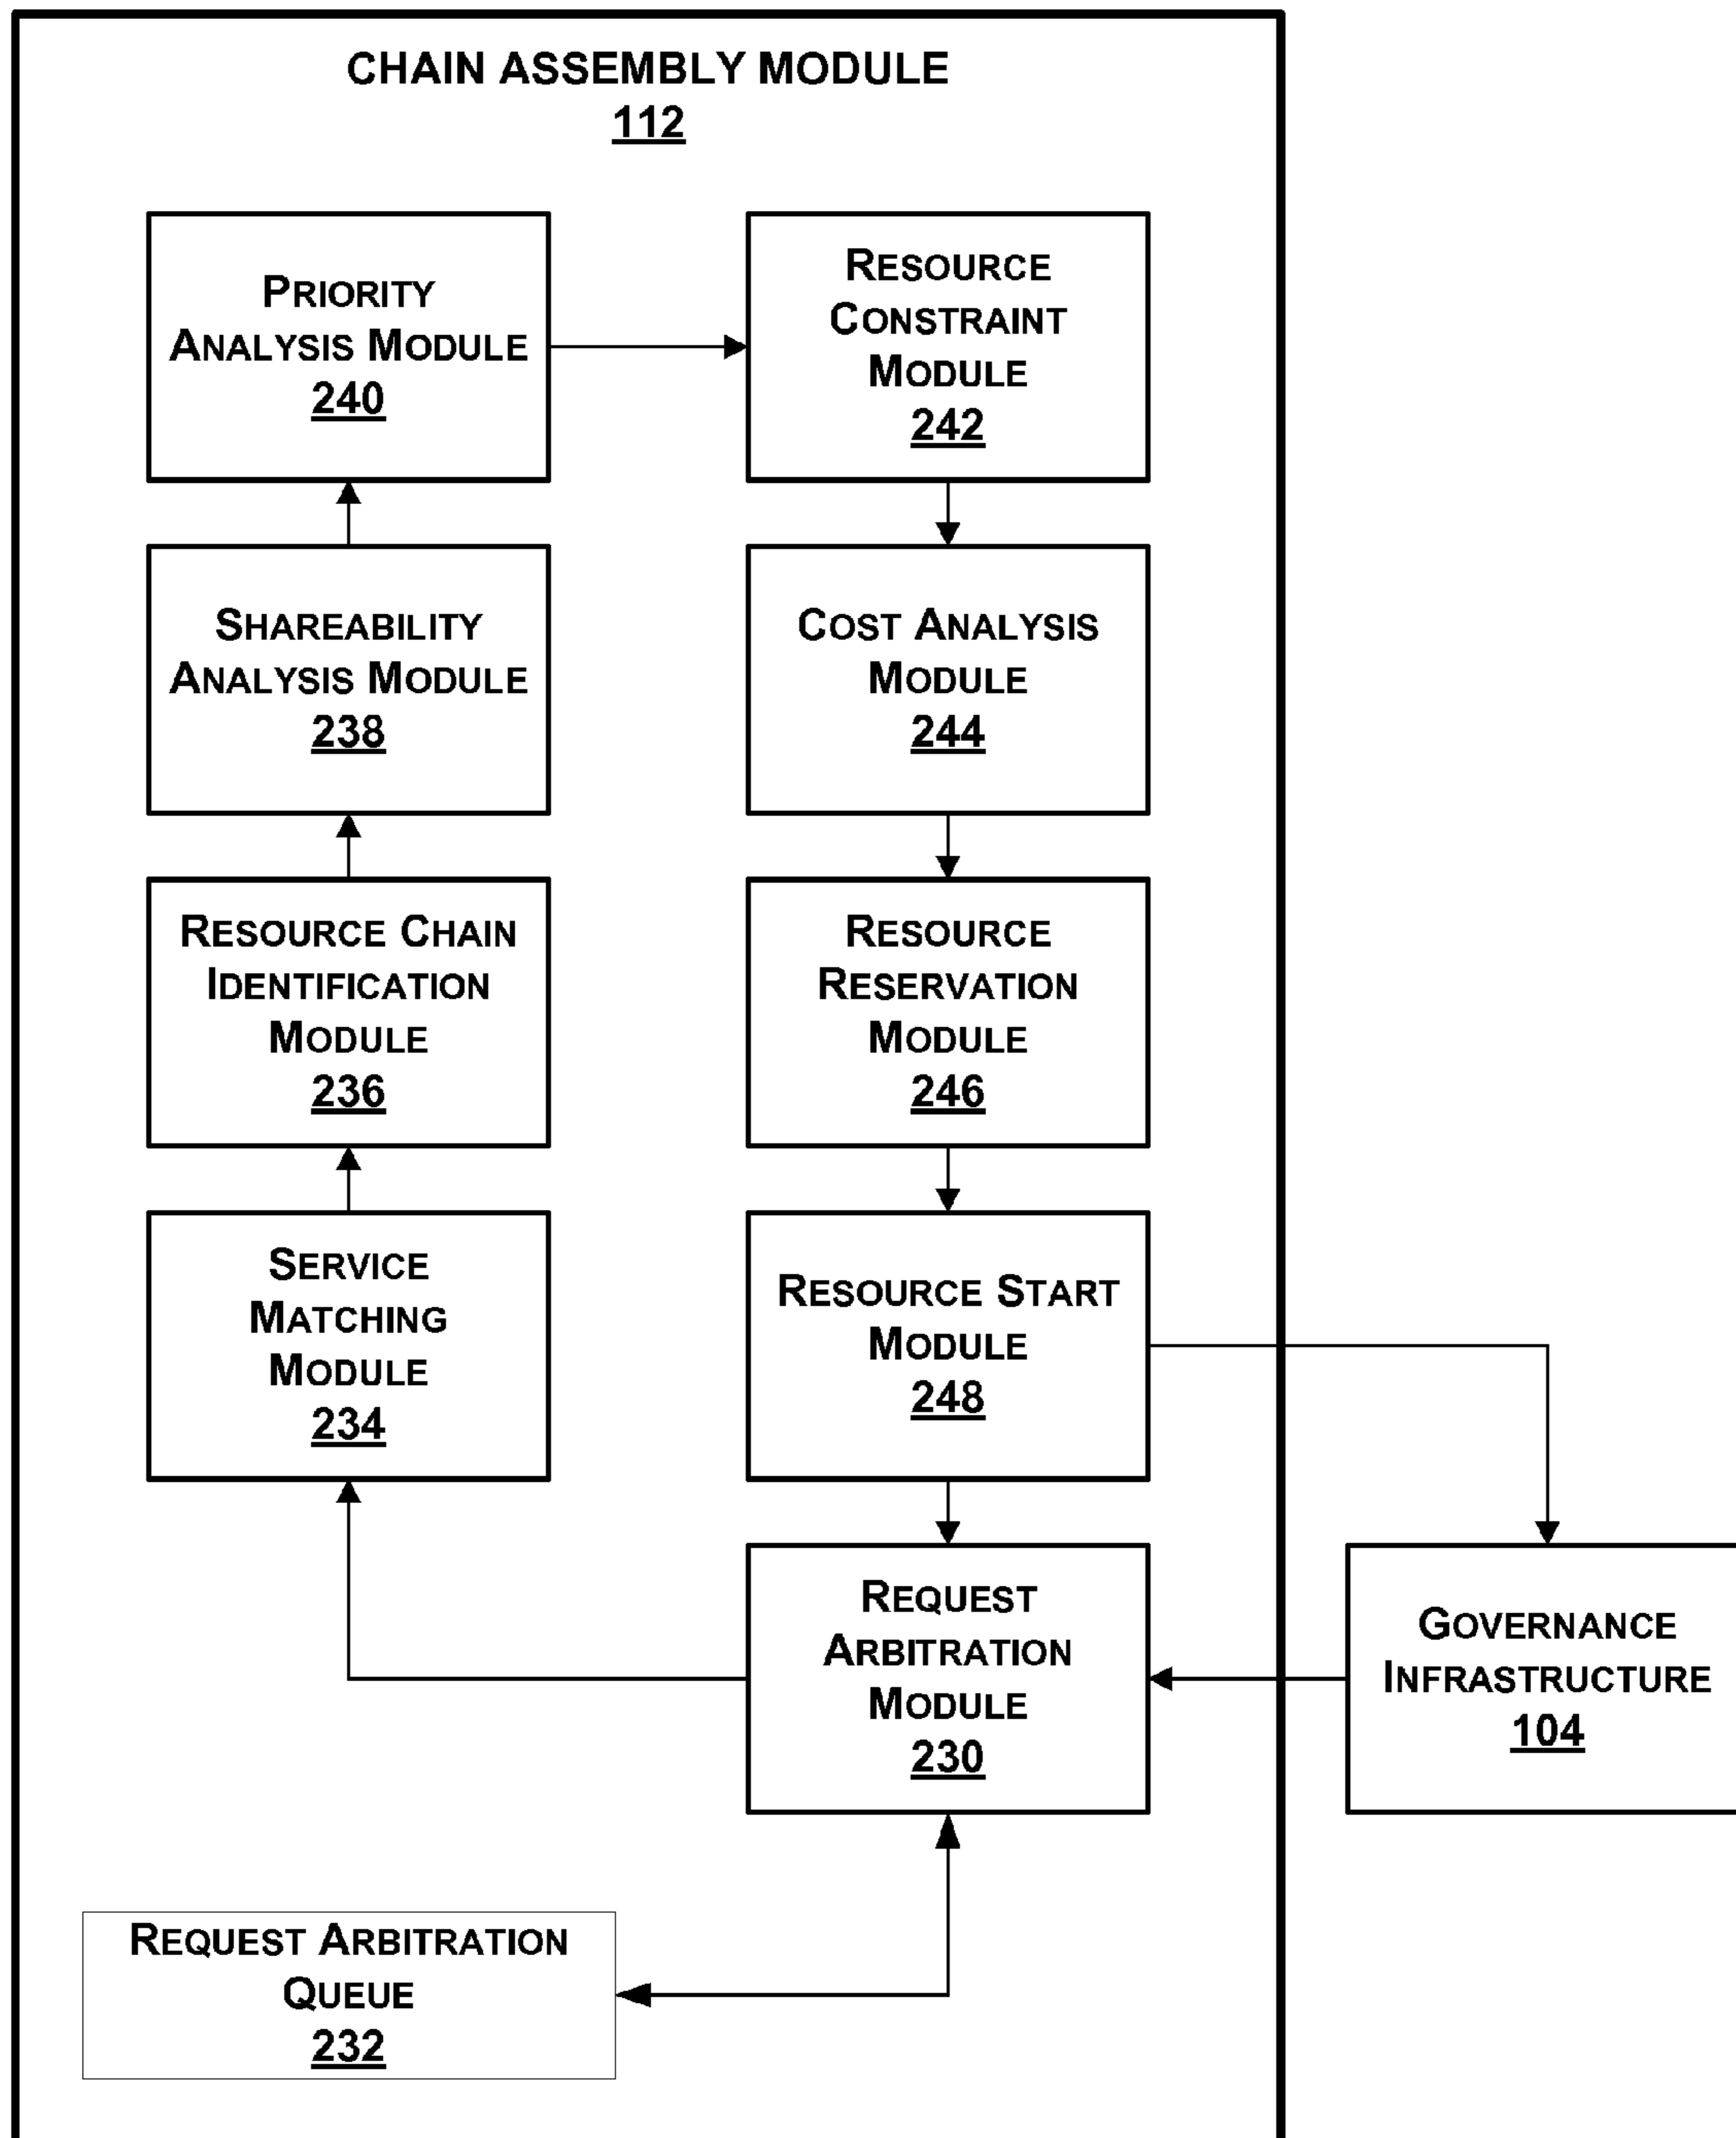 CHAIN ASSEMBLY MODULE
112
PRIORITY
ANALYSIS MODULE
240
RESOURCE
CONSTRAINT
MODULE
242
SHAREABILITY
ANALYSIS MODULE
238
COST ANALYSIS
MODULE
244
RESOURCE CHAIN
IDENTIFICATION
MODULE
236
RESOURCE
RESERVATION
MODULE
246
SERVICE
MATCHING
MODULE
234
RESOURCE START
MODULE
248
REQUEST
ARBITRATION
MODULE
230
GOVERNANCE
INFRASTRUCTURE
104
REQUEST ARBITRATION
QUEUE
232